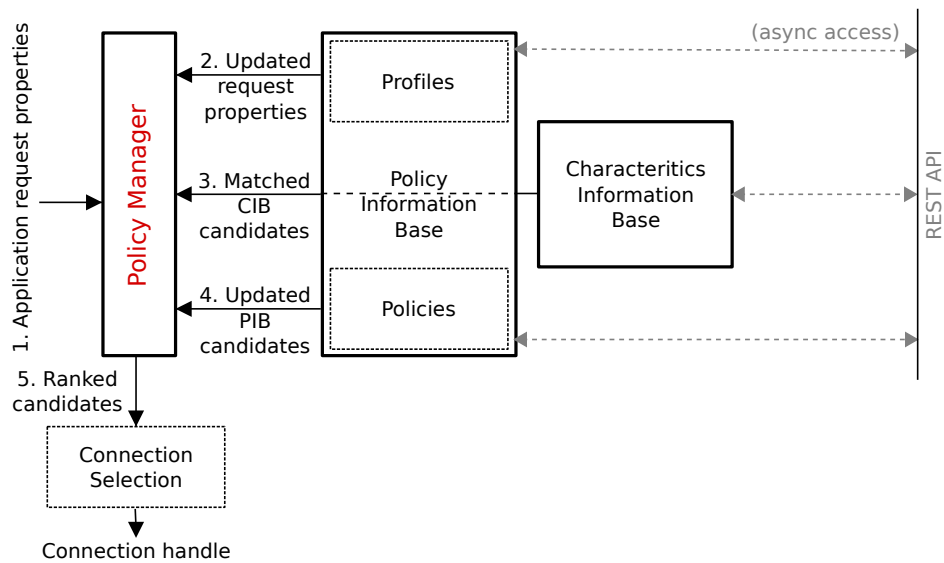 1. Application request properties
Policy Manager
2. Updated
request
properties
3. Matched
CIB
candidates
4. Updated
PIB
candidates
Profiles
Policy
Information
Base
Policies
Characteritics
Information
Base
(async access)
REST API
5. Ranked
candidates
Connection
Selection
Connection handle